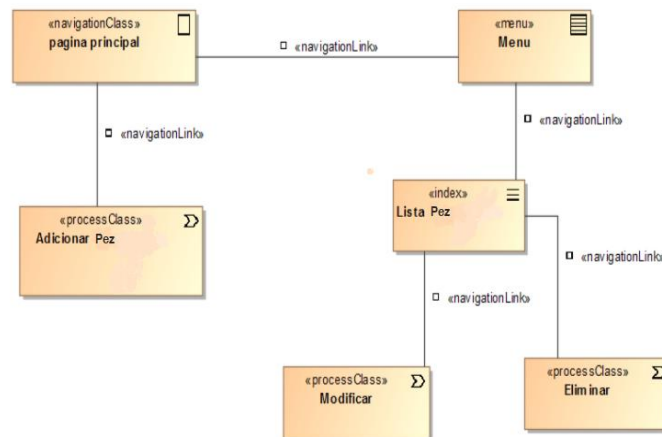 «navigationClass»
pagina principal
«navigationLink»
«menu»
Menu
«navigationLink»
«navigationLink»
«processClass»
Adicionar Pez
«index»
Lista Pez
«navigationLink»
«navigationLink»
«processClass»
Modificar
«processClass»
Eliminar